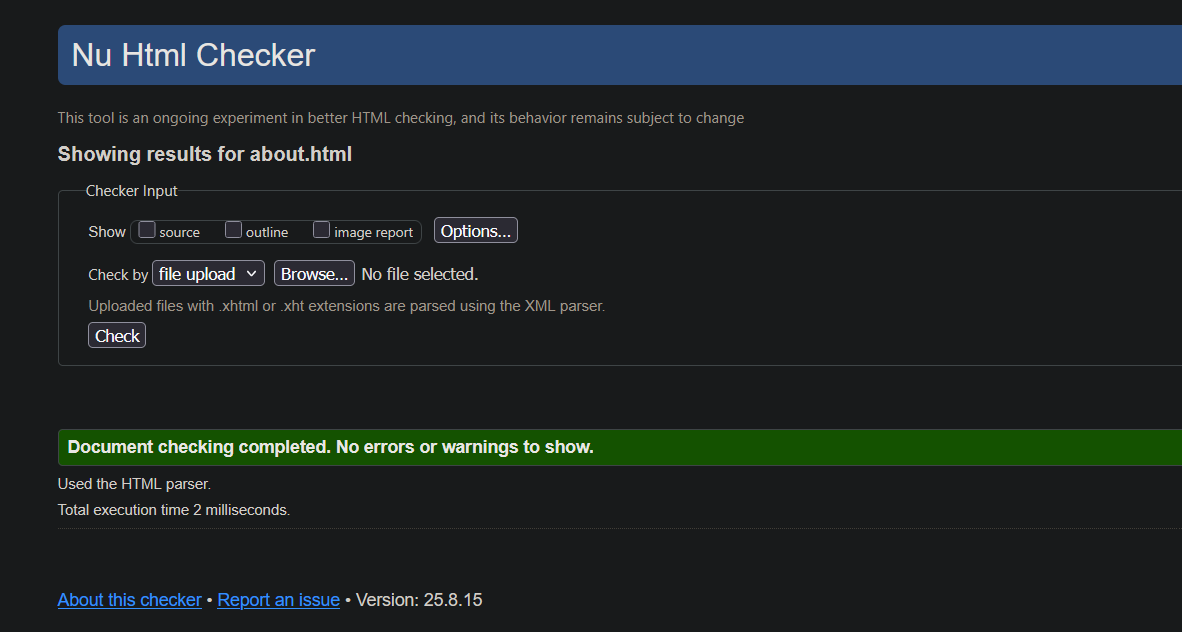 Nu Html Checker
This tool is an ongoing experiment in better HTML checking, and its behavior remains subject to change
Showing results for about.html
Checker Input
Show source outline image report Options...
Check by file upload Browse... No file selected.
Uploaded files with .xhtml or .xht extensions are parsed using the XML parser.
Check
Document checking completed. No errors or warnings to show.
Used the HTML parser.
Total execution time 2 milliseconds.
About this checker • Report an issue • Version: 25.8.15